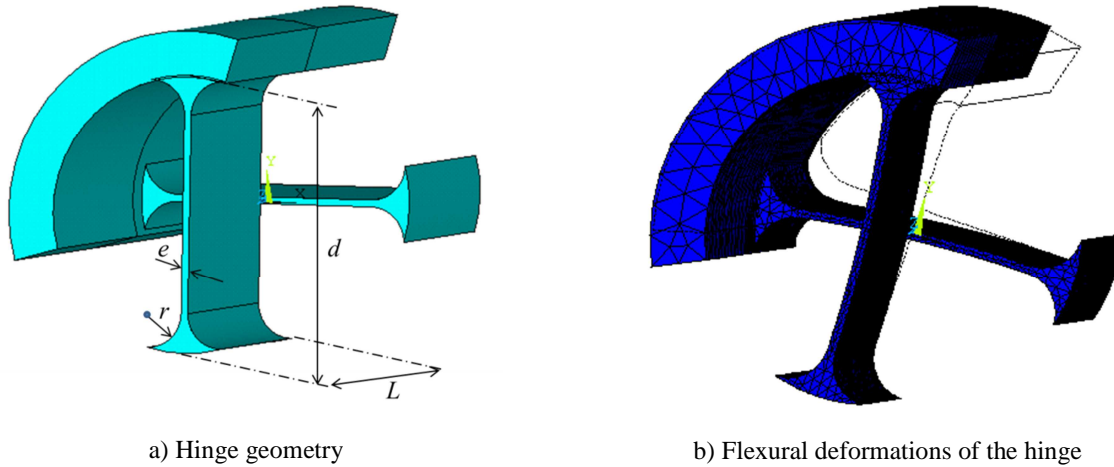 Y
X
e
d
r
L
Y
a) Hinge geometry
b) Flexural deformations of the hinge